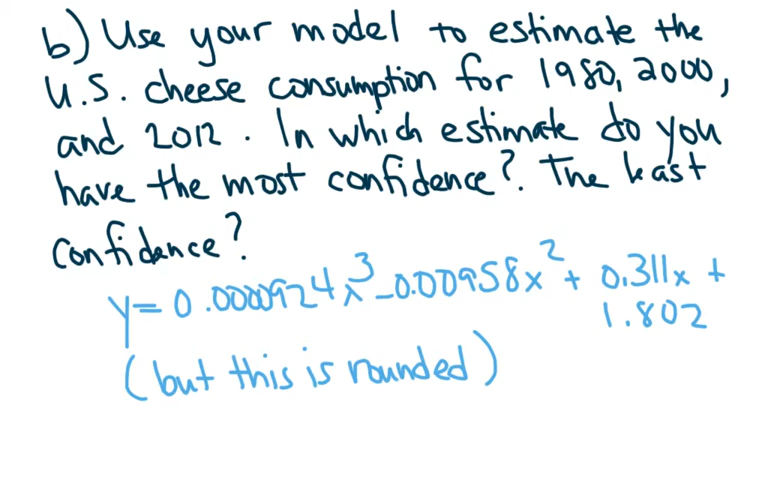 b) Use your model to estimate the
U.S. cheese consumption for 1980, 2000,
and 2012. In which estimate do you
have the most confidence? The least
confidence?
y = 0.0000924x³ - 0.00958x² + 0.311x +
1.802
(but this is rounded)